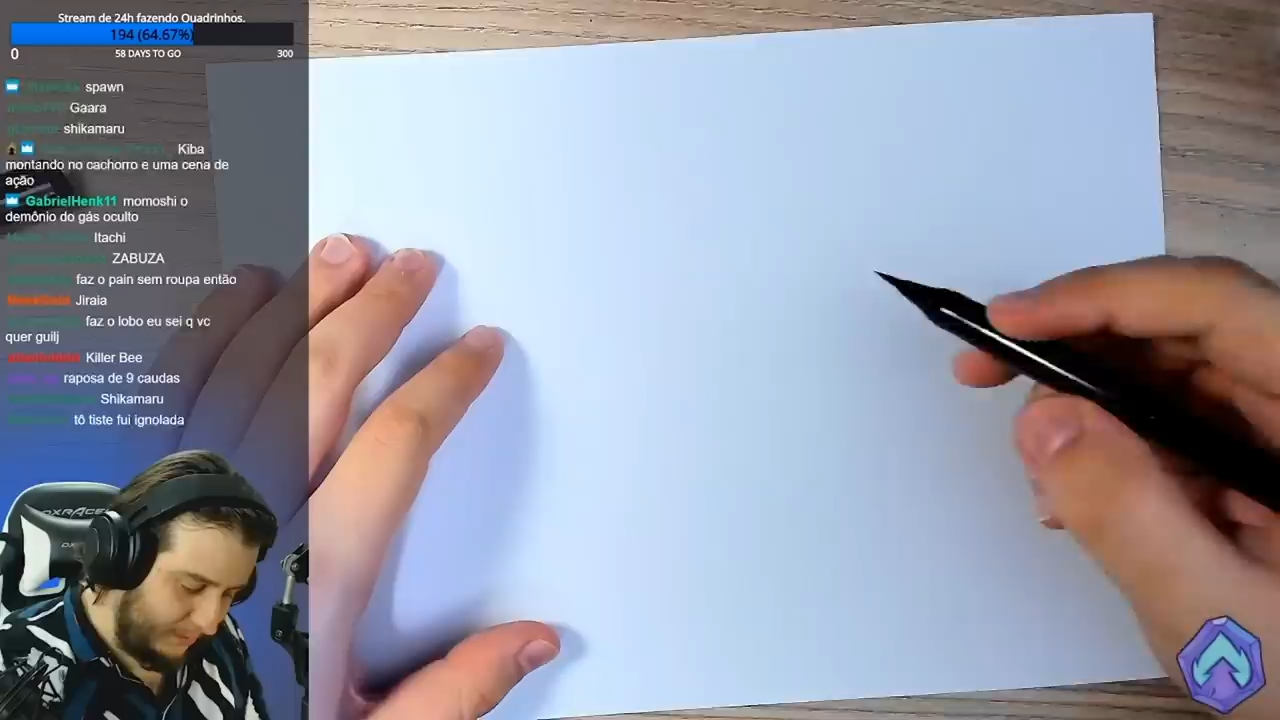 Stream de 24h fazendo Quadrinhos.
194 (64.67%)
0 58 DAYS TO GO 300
spawn
Gaara
shikamaru
Kiba
montando no cachorro e uma cena de
ação
GabrielHenk11 momoshi o
demônio do gás oculto
Itachi
ZABUZA
faz o pain sem roupa então
Jiraia
faz o lobo eu sei q vc
quer guilj
Killer Bee
raposa de 9 caudas
Shikamaru
tô tiste fui ignolada
DXRACER